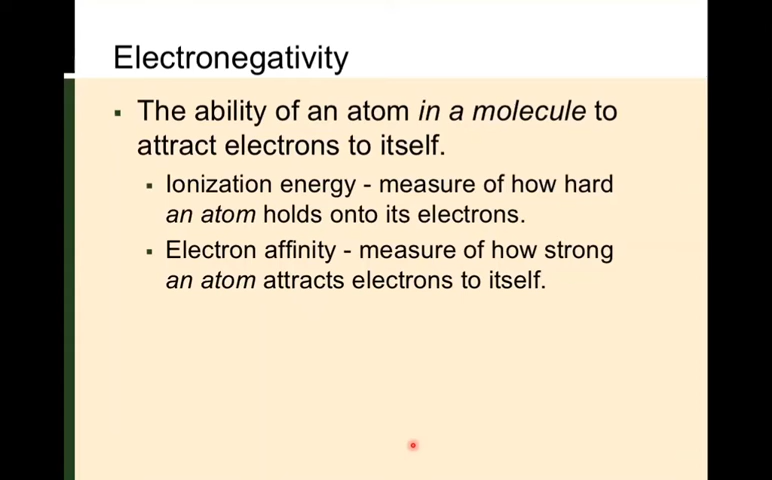 Electronegativity
▪ The ability of an atom in a molecule to
attract electrons to itself.
▪ Ionization energy - measure of how hard
an atom holds onto its electrons.
▪ Electron affinity - measure of how strong
an atom attracts electrons to itself.